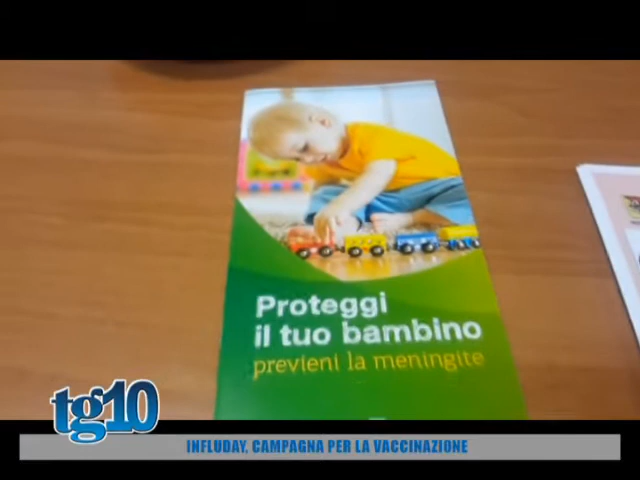 Proteggi
il tuo bambino
previeni la meningite
tg10
INFLUDAY, CAMPAGNA PER LA VACCINAZIONE